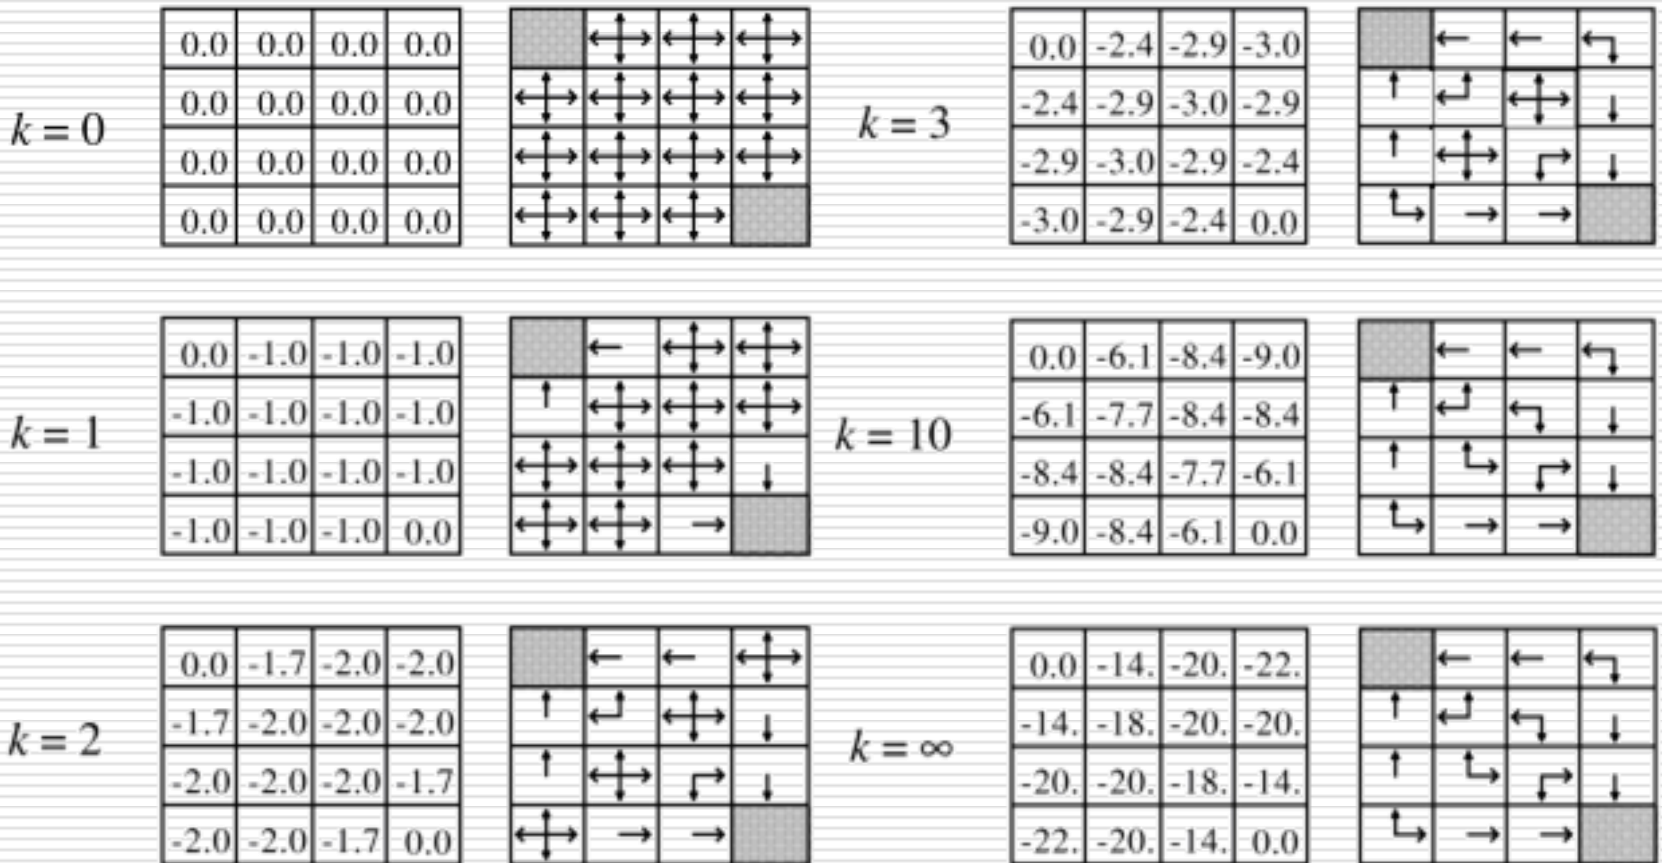 k = 0
0.0 0.0 0.0 0.0
0.0 0.0 0.0 0.0
0.0 0.0 0.0 0.0
0.0 0.0 0.0 0.0
k = 1
0.0 -1.0 -1.0 -1.0
-1.0 -1.0 -1.0 -1.0
-1.0 -1.0 -1.0 -1.0
-1.0 -1.0 -1.0 0.0
k = 2
0.0 -1.7 -2.0 -2.0
-1.7 -2.0 -2.0 -2.0
-2.0 -2.0 -2.0 -1.7
-2.0 -2.0 -1.7 0.0
k = 3
0.0 -2.4 -2.9 -3.0
-2.4 -2.9 -3.0 -2.9
-2.9 -3.0 -2.9 -2.4
-3.0 -2.9 -2.4 0.0
k = 10
0.0 -6.1 -8.4 -9.0
-6.1 -7.7 -8.4 -8.4
-8.4 -8.4 -7.7 -6.1
-9.0 -8.4 -6.1 0.0
k = ∞
0.0 -14. -20. -22.
-14. -18. -20. -20.
-20. -20. -18. -14.
-22. -20. -14. 0.0